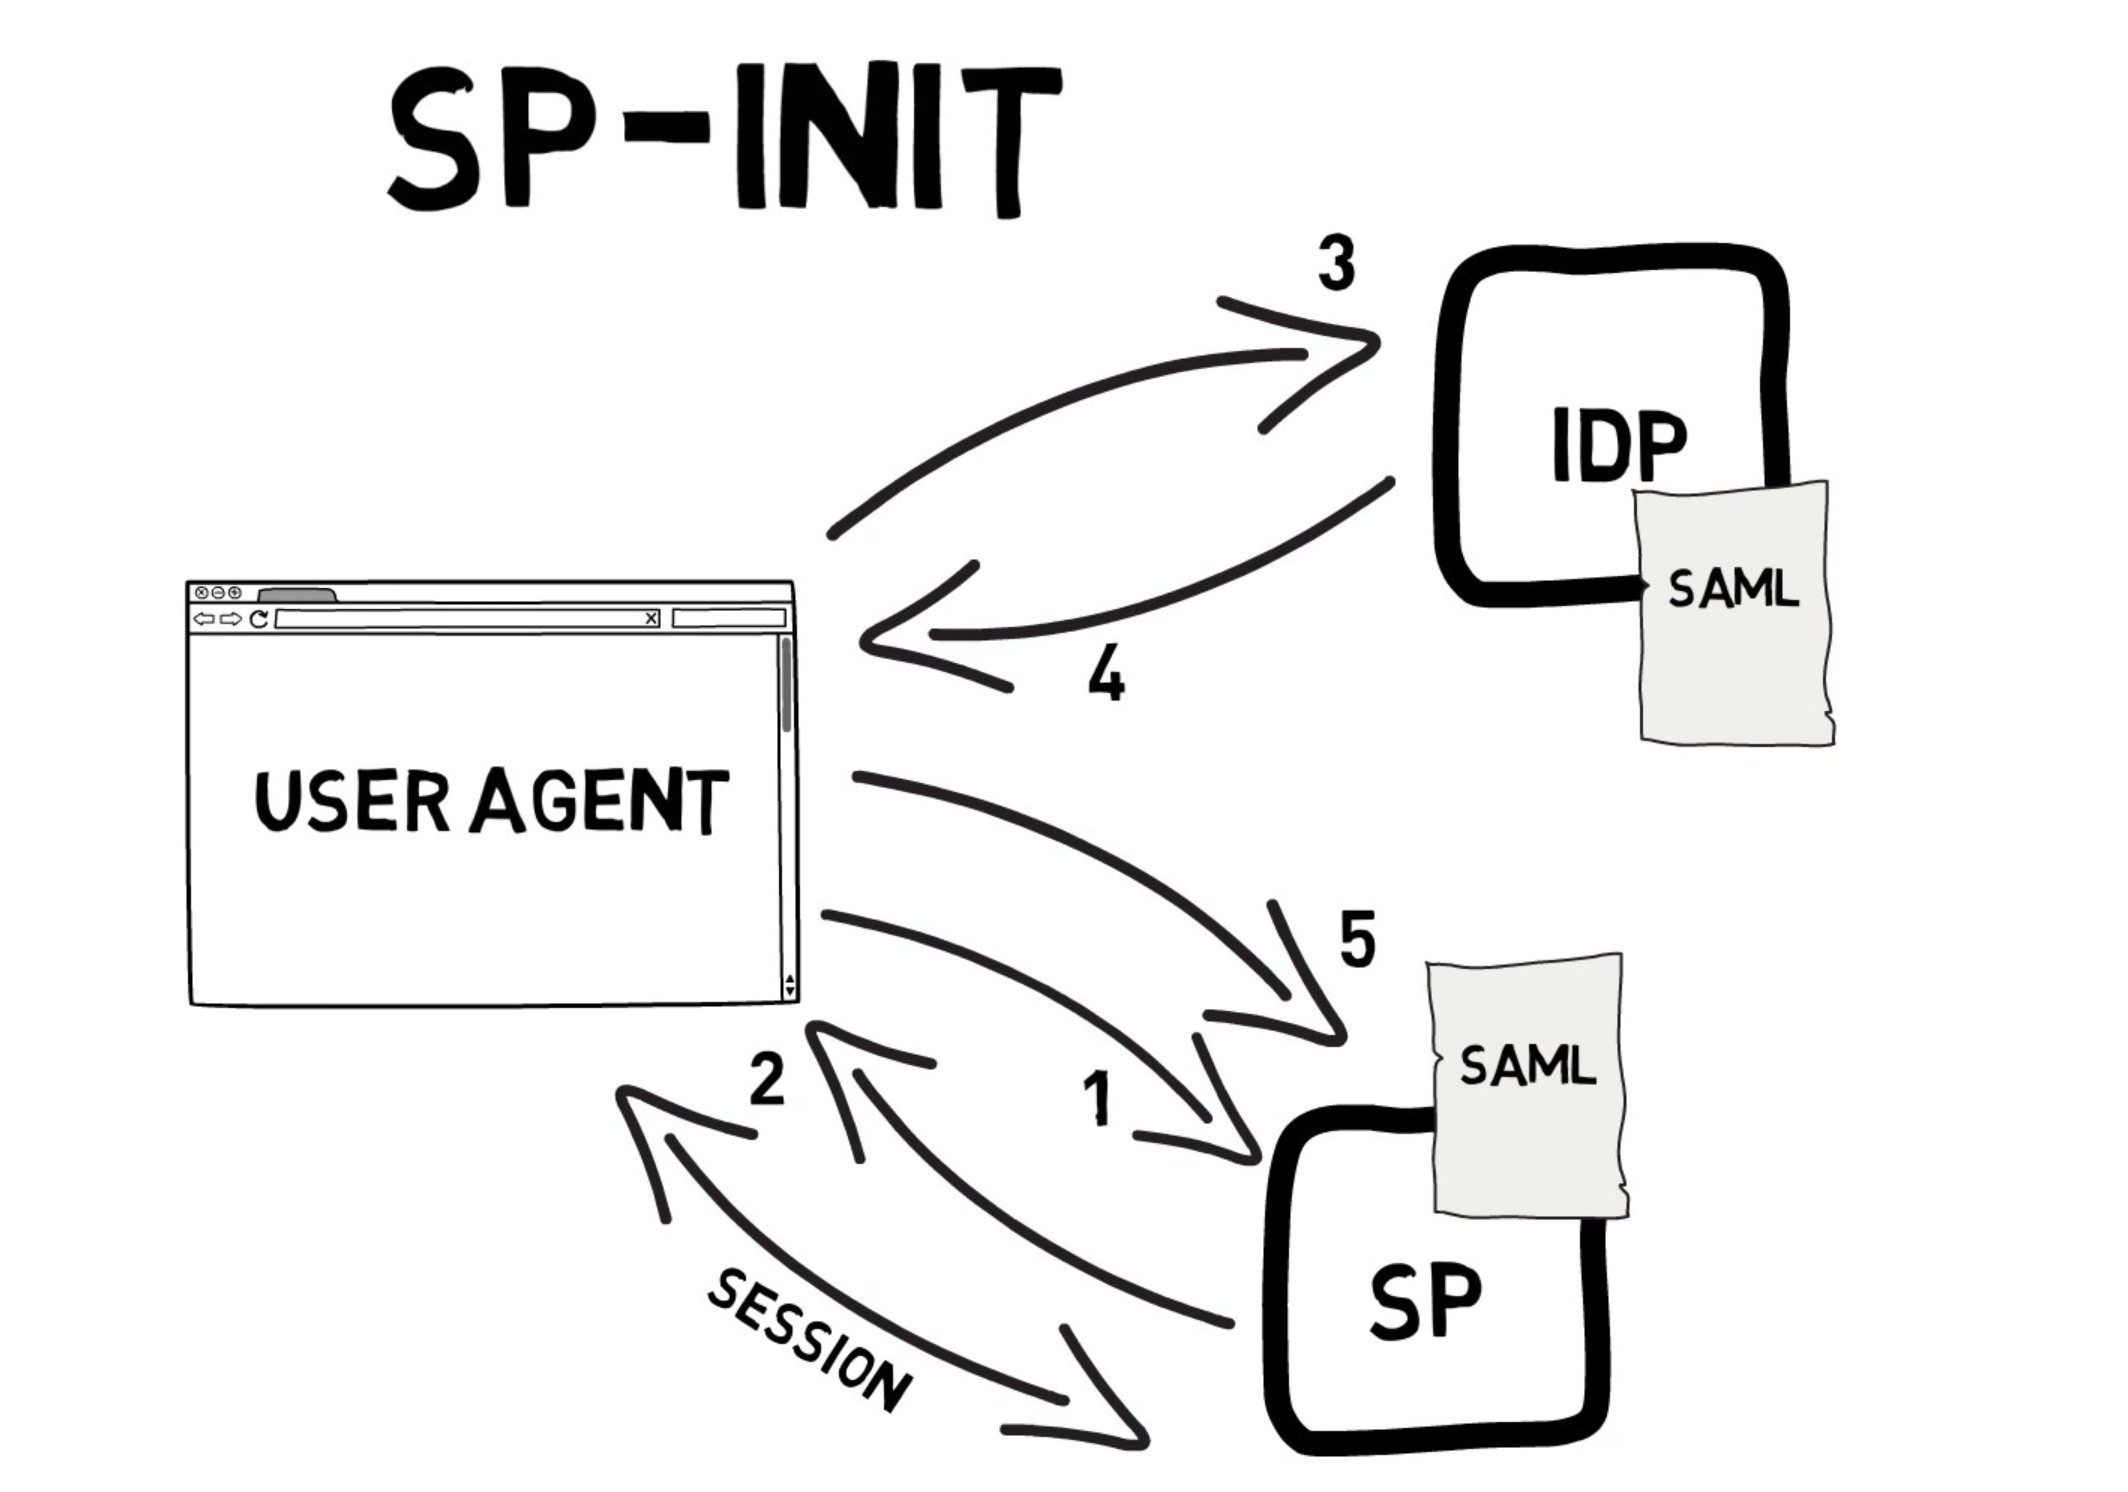 SP-INIT
3
IDP
SAML
4
USER AGENT
5
SAML
2
1
SP
SESSION